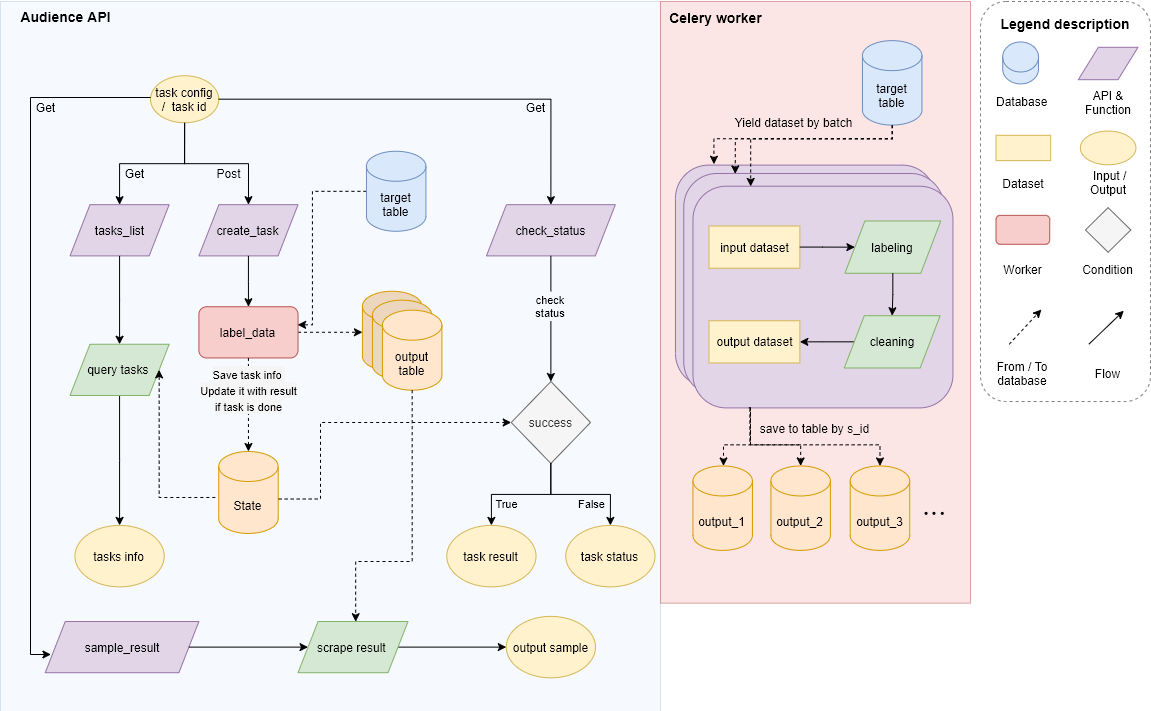 Audience API
task config
/ task id
Get
Get
Get
Post
target
table
tasks_list
create_task
check_status
check
status
label_data
output
table
query tasks
Save task info
Update it with result
if task is done
success
State
True
False
tasks info
task result
task status
sample_result
scrape result
output sample
Celery worker
target
table
Yield dataset by batch
input dataset
labeling
output dataset
cleaning
save to table by s_id
output_1
output_2
output_3
...
Legend description
Database
API &
Function
Dataset
Input /
Output
Worker
Condition
From / To
database
Flow